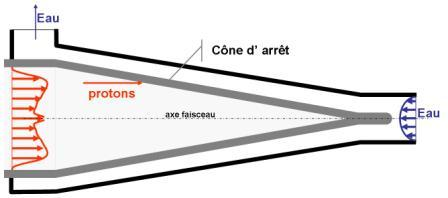 Eau
Cône d' arrêt
protons
axe faisceau
Eau